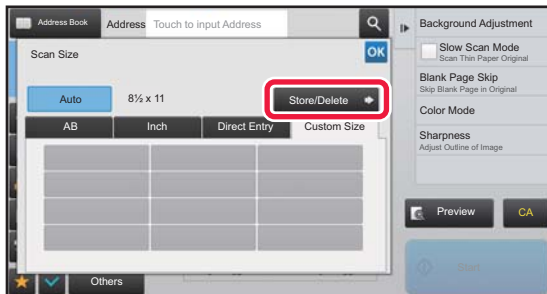 Address Book
Address
Touch to input Address
Background Adjustment
Scan Size
OK
Slow Scan Mode
Scan Thin Paper Original
Blank Page Skip
Skip Blank Page in Original
Auto
8½ x 11
Store/Delete
Color Mode
AB
Inch
Direct Entry
Custom Size
Sharpness
Adjust Outline of Image
Preview
CA
Start
Others